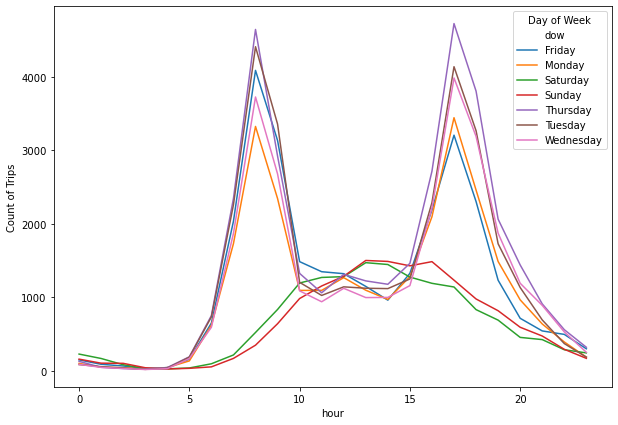 Day of Week
dow
Friday
Monday
Saturday
Sunday
Thursday
Tuesday
Wednesday
Count of Trips
4000
3000
2000
1000
0
0
5
10
15
20
hour